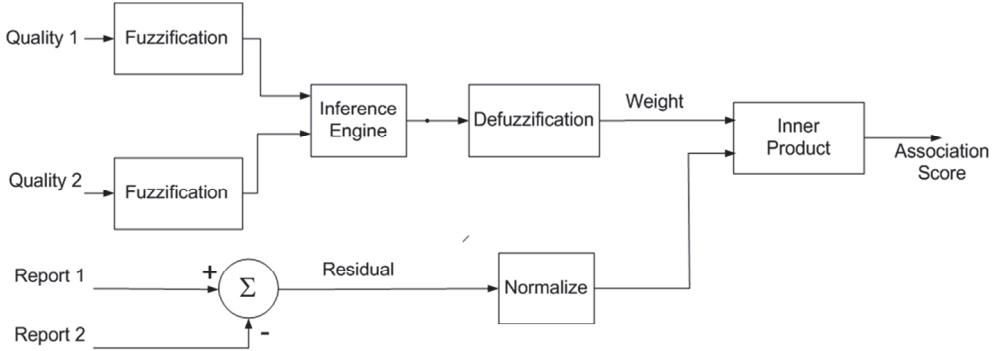 Quality 1
Fuzzification
Inference
Engine
Defuzzification
Weight
Inner
Product
Association
Score
Quality 2
Fuzzification
Report 1
+
Σ
Residual
Normalize
Report 2
-